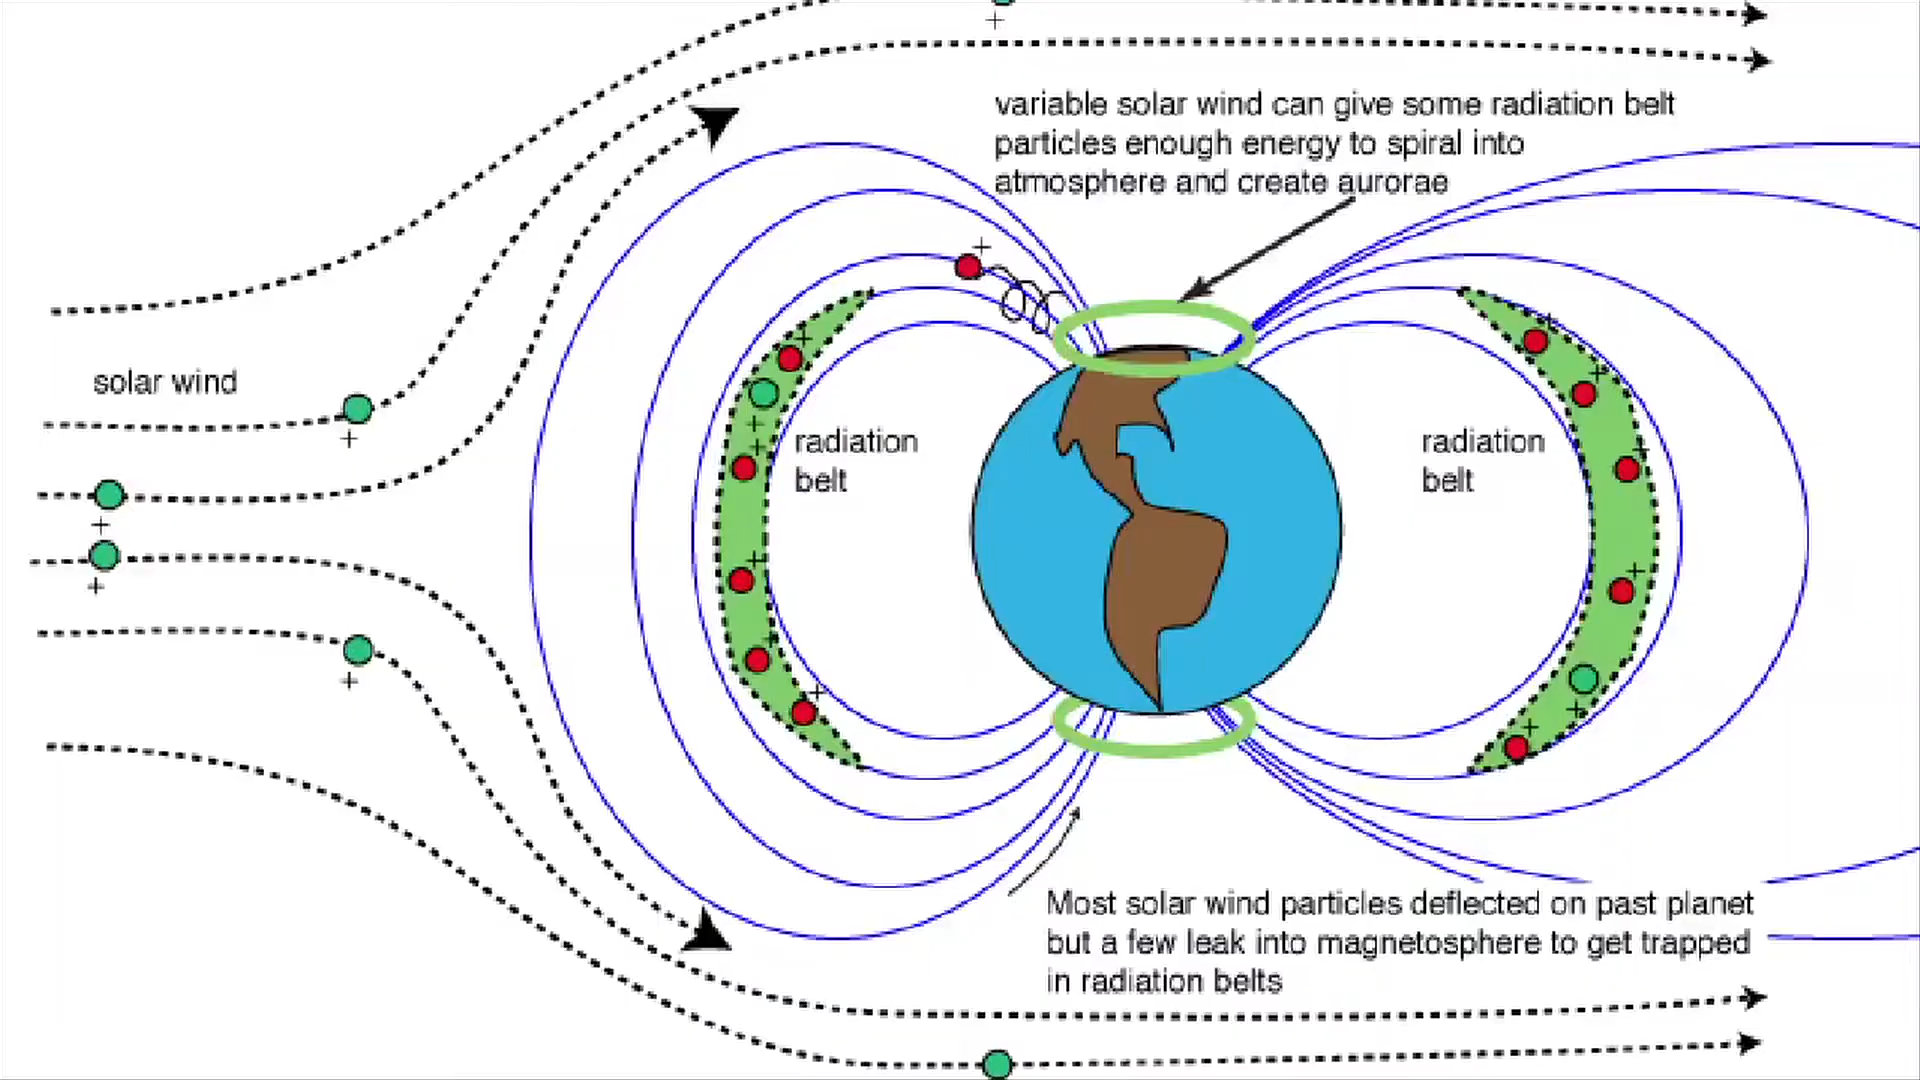 variable solar wind can give some radiation belt
particles enough energy to spiral into
atmosphere and create aurorae
solar wind
radiation
belt
radiation
belt
Most solar wind particles deflected on past planet
but a few leak into magnetosphere to get trapped
in radiation belts